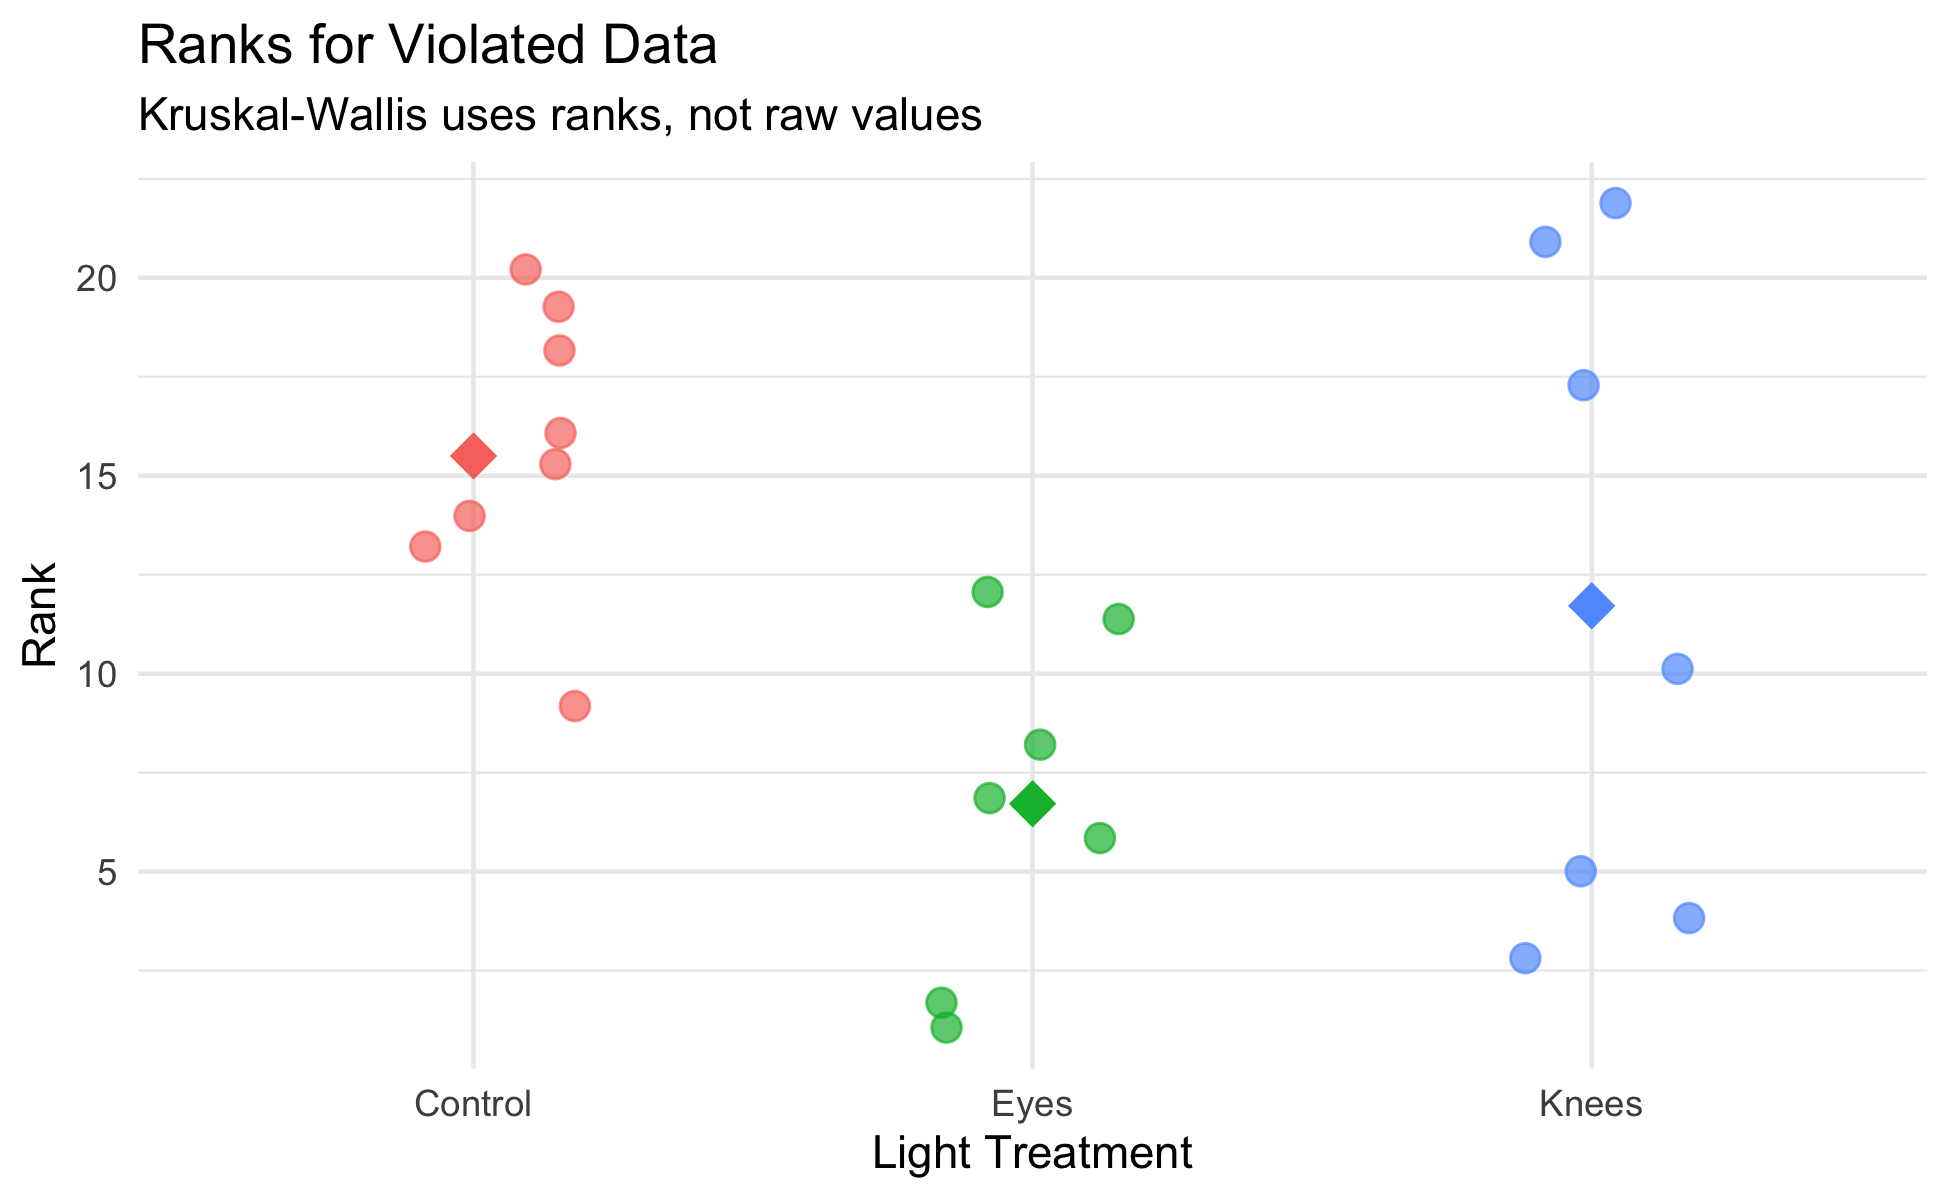 Ranks for Violated Data
Kruskal-Wallis uses ranks, not raw values
Rank
20
15
10
5
Control
Eyes
Knees
Light Treatment